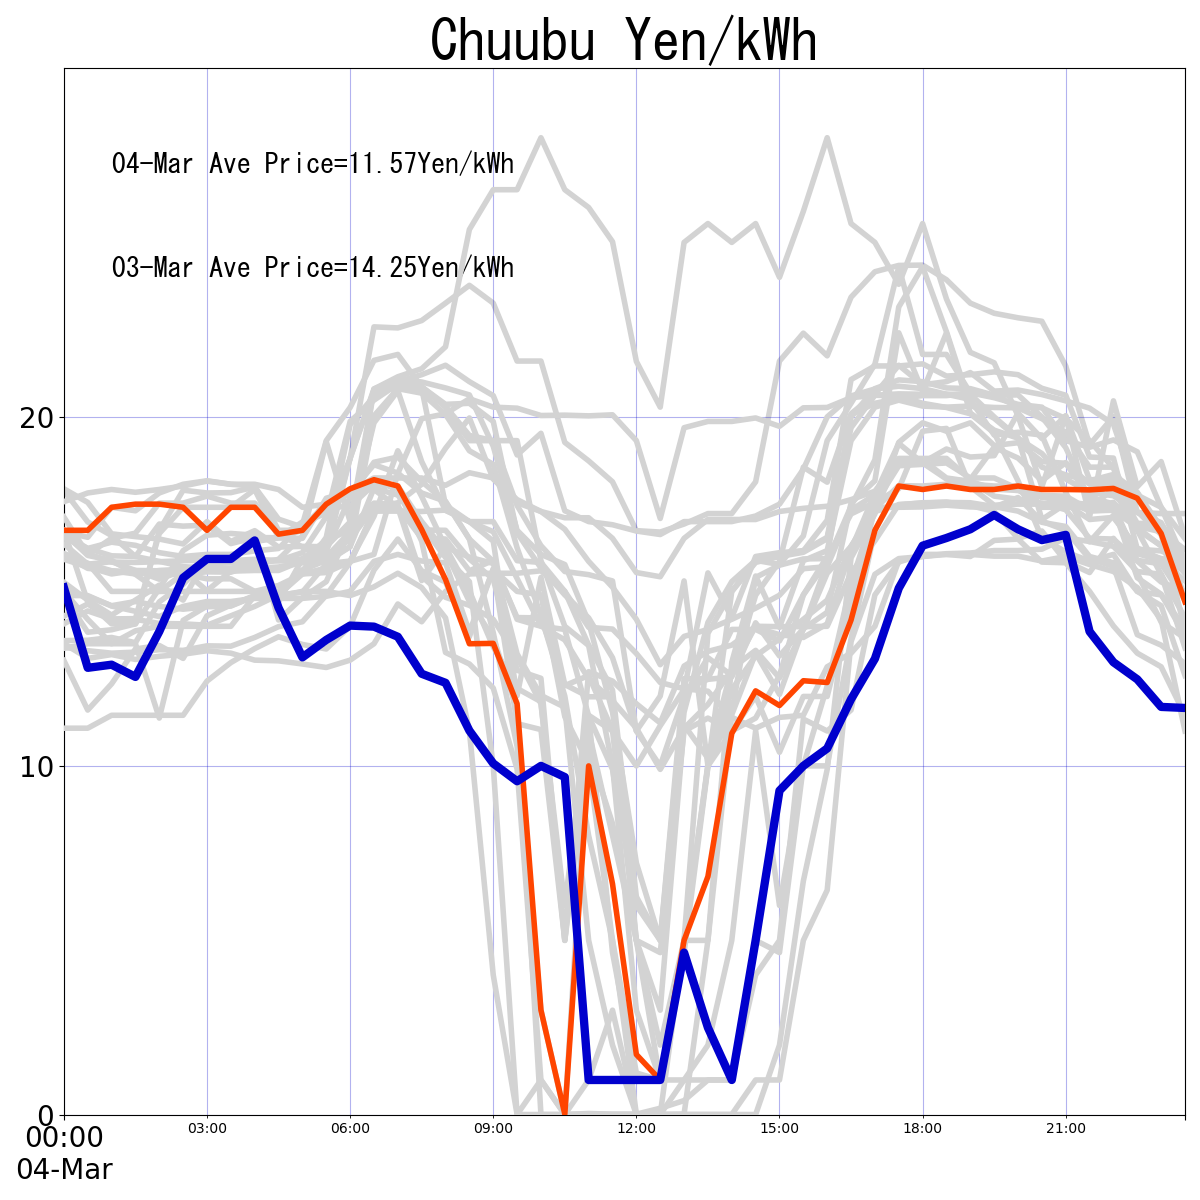 Chuubu Yen/kWh
04-Mar Ave Price=11.57Yen/kWh
03-Mar Ave Price=14.25Yen/kWh
20
10
0
00:00 03:00 06:00 09:00 12:00 15:00 18:00 21:00
04-Mar